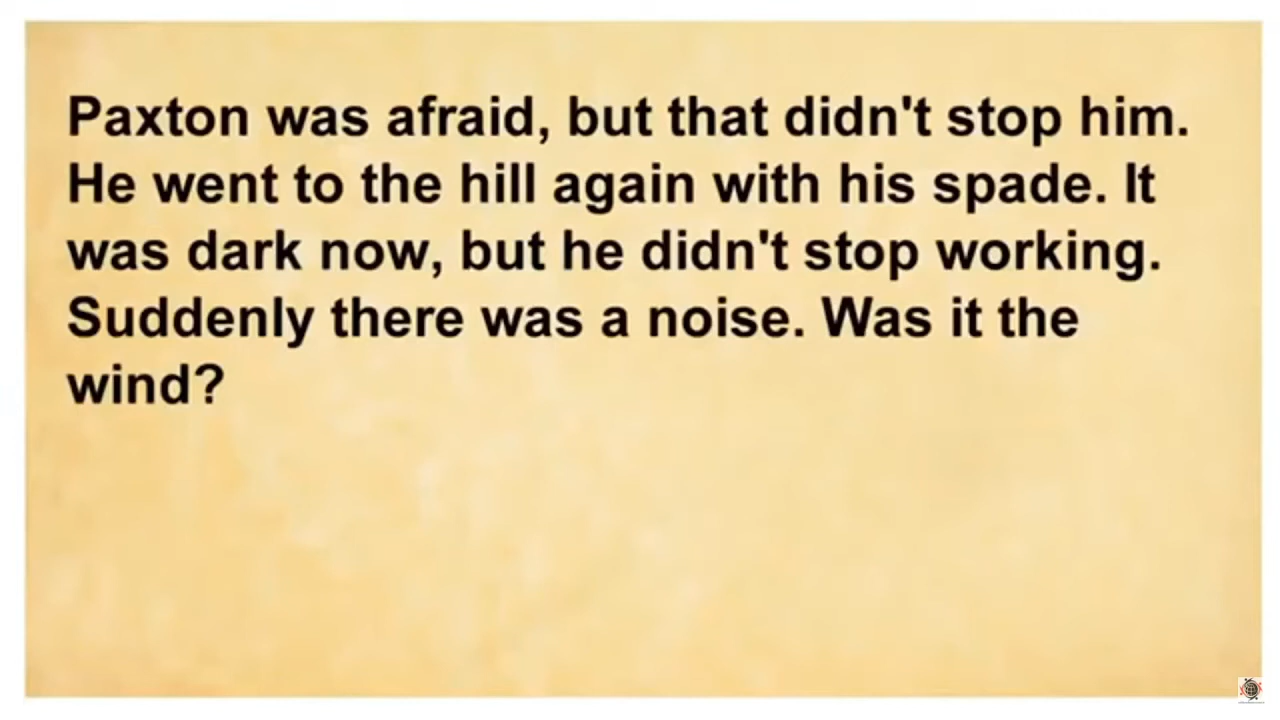 Paxton was afraid, but that didn't stop him.
He went to the hill again with his spade. It
was dark now, but he didn't stop working.
Suddenly there was a noise. Was it the
wind?